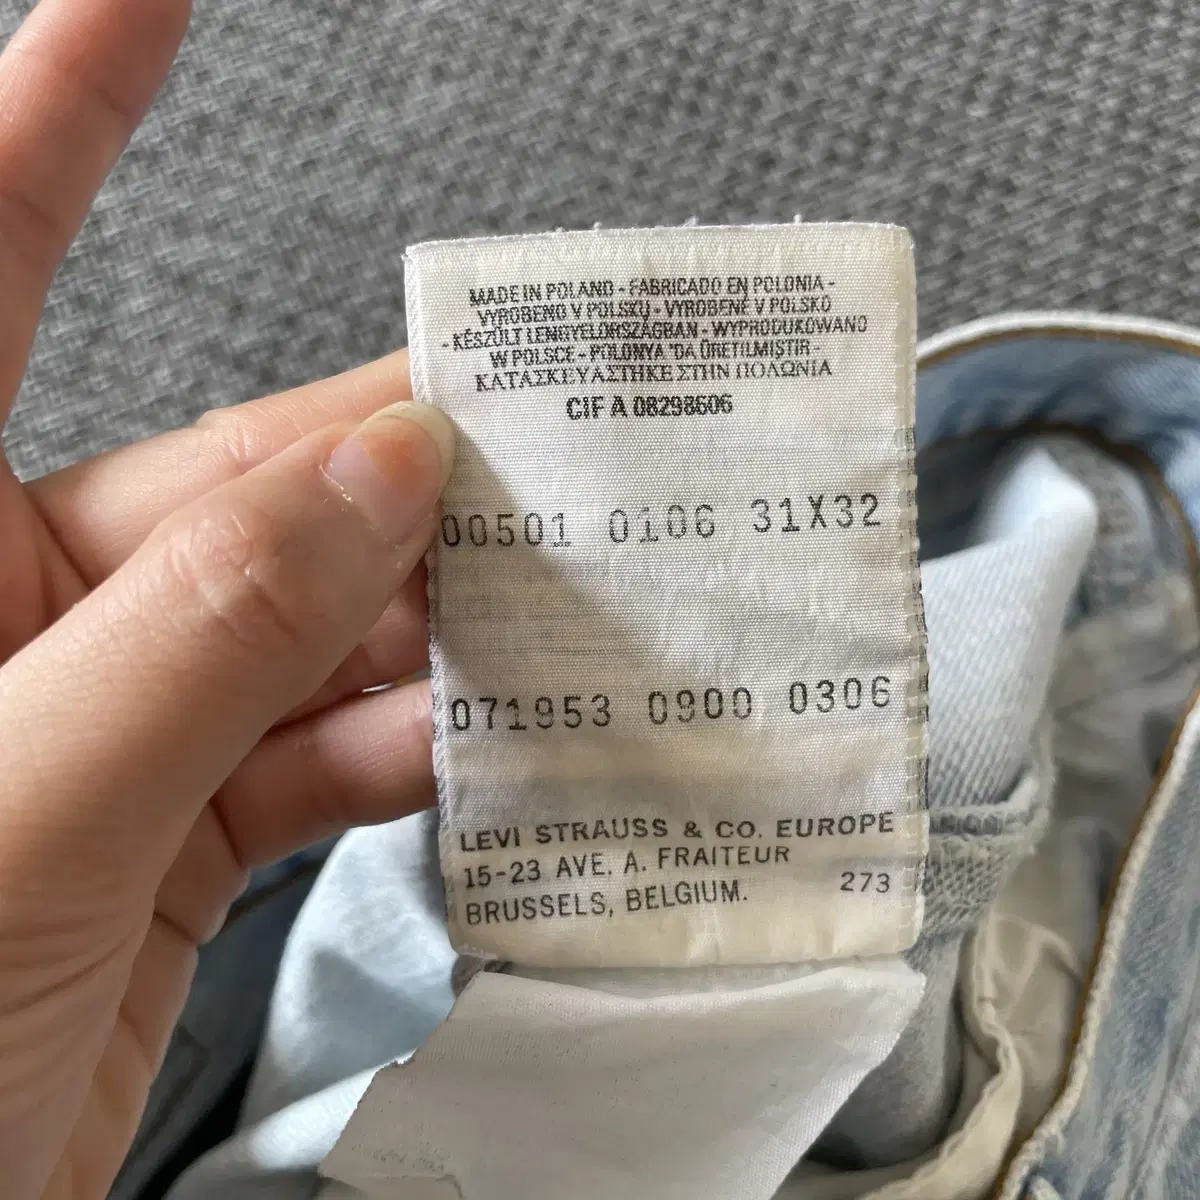 MADE IN POLAND - FABRICADO EN POLONIA -
VYROBENO V POLSKU - VYROBENÉ V POLSKO
- KÉSZÜLT LENGYELORSZÁGBAN - WYPRODUKOWANO
W POLSCE - POLONYA 'DA ÜRETILMIŞTIR -
ΚΑΤΑΣΚΕΥΑΣΤΗΚΕ ΣΤΗΝ ΠΟΛΩΝΙΑ
CIF A 08298606
00501 0106 31X32
071953 0900 0306
LEVI STRAUSS & CO. EUROPE
15-23 AVE. A. FRAITEUR
BRUSSELS, BELGIUM. 273